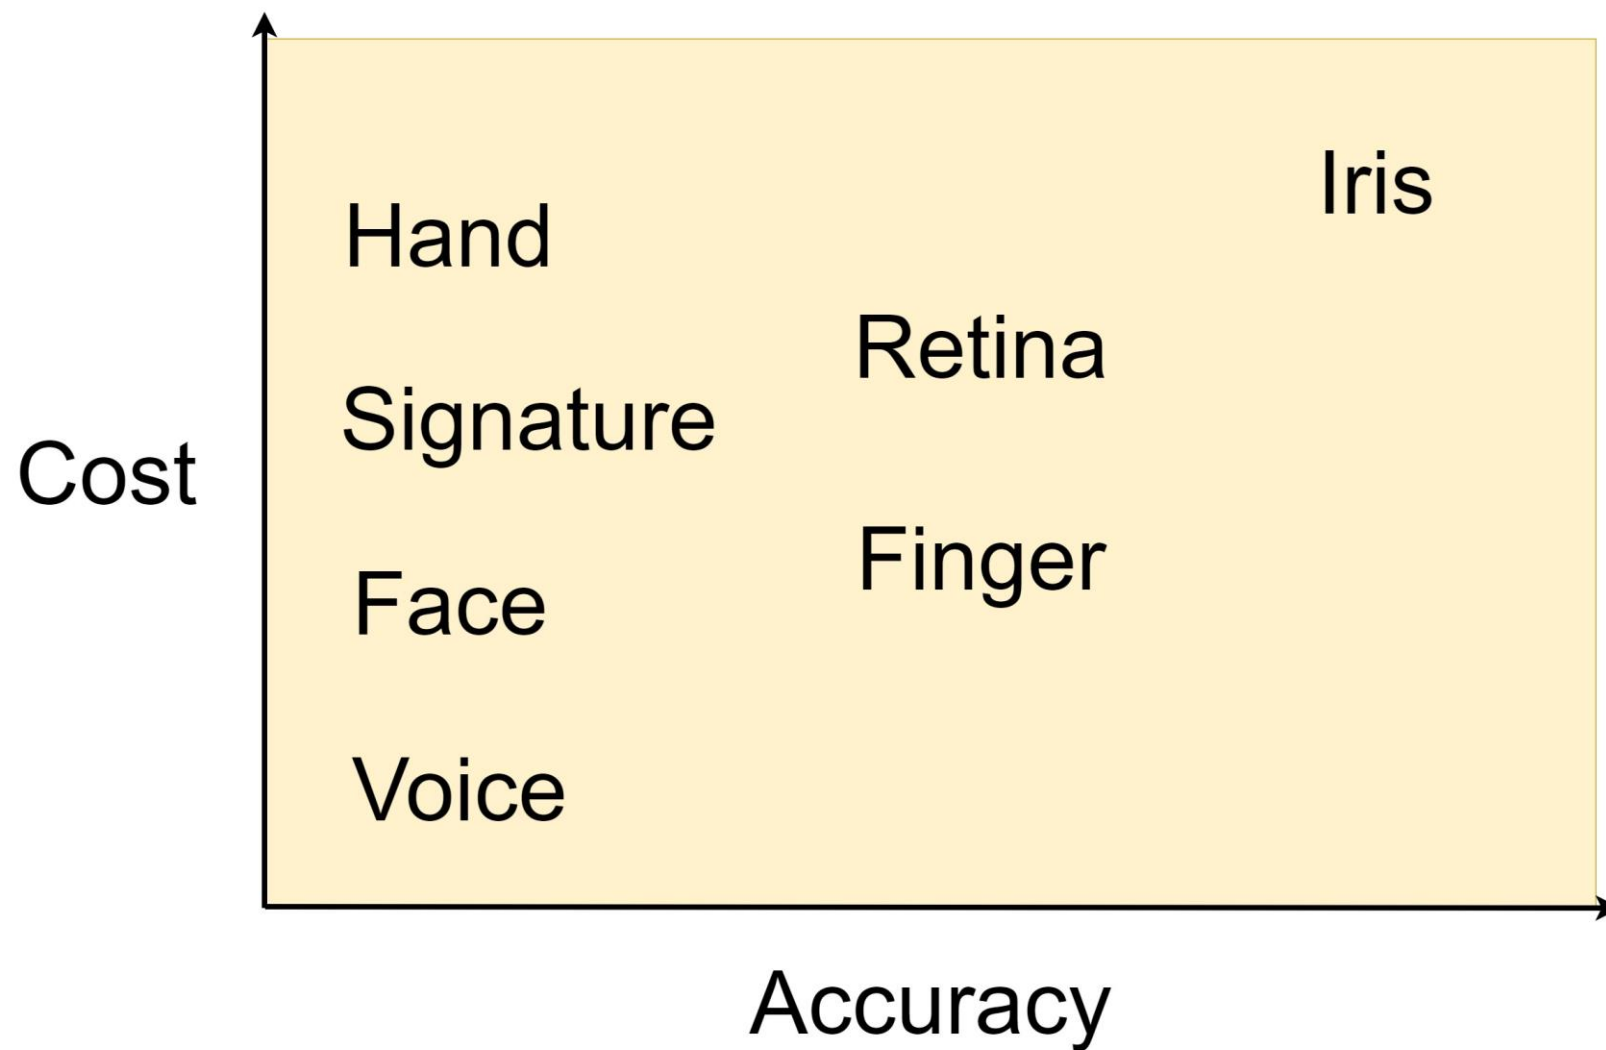 Iris
Hand
Retina
Signature
Cost
Finger
Face
Voice
Accuracy